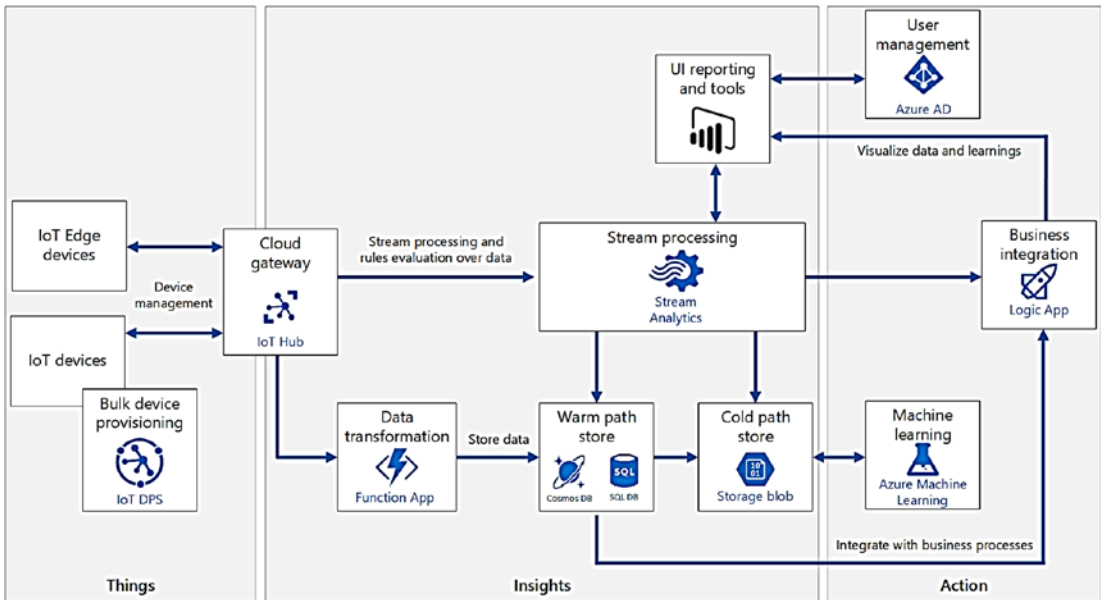 User
management
Azure AD
UI reporting
and tools
Visualize data and learnings
IoT Edge
devices
Cloud
gateway
IoT Hub
Stream processing and
rules evaluation over data
Stream processing
Stream
Analytics
Business
integration
Logic App
Device
management
IoT devices
Bulk device
provisioning
IoT DPS
Data
transformation
Function App
Store data
Warm path
store
Cosmos DB
SQL
SQL DB
Cold path
store
10
01
Storage blob
Machine
learning
Azure Machine
Learning
Integrate with business processes
Things
Insights
Action